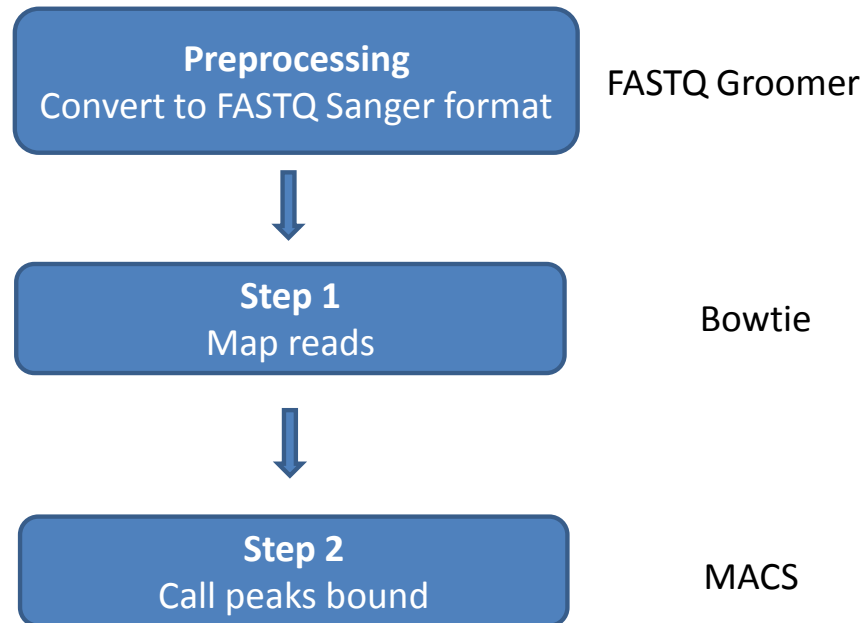 Preprocessing
Convert to FASTQ Sanger format
FASTQ Groomer
Step 1
Map reads
Bowtie
Step 2
Call peaks bound
MACS